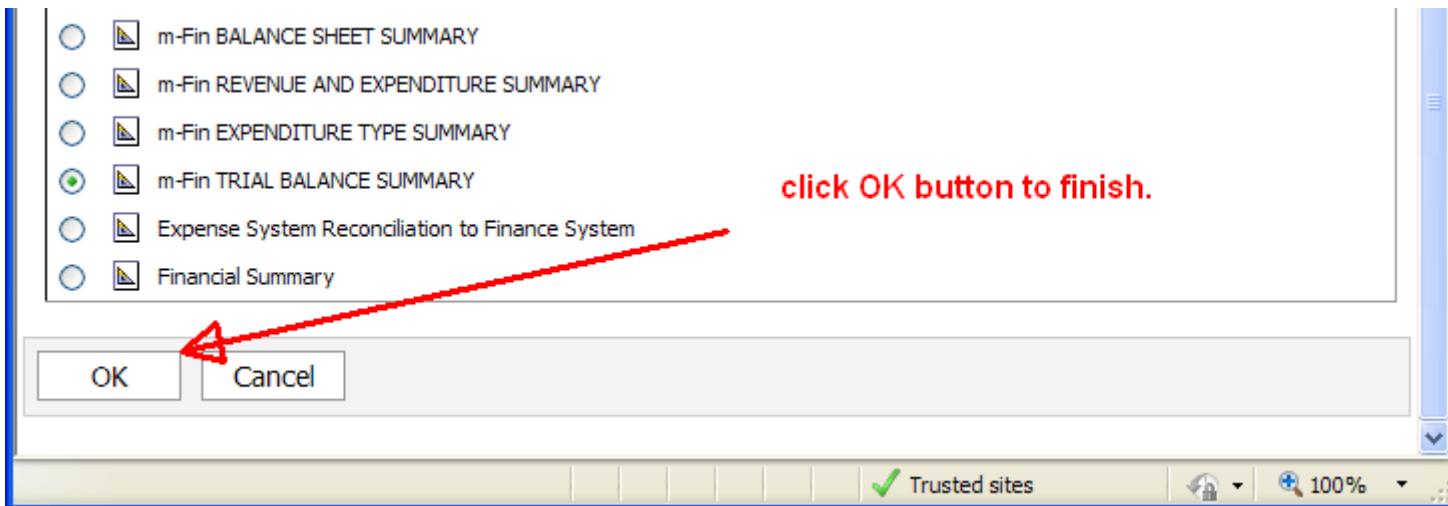 m-Fin BALANCE SHEET SUMMARY
m-Fin REVENUE AND EXPENDITURE SUMMARY
m-Fin EXPENDITURE TYPE SUMMARY
m-Fin TRIAL BALANCE SUMMARY
click OK button to finish.
Expense System Reconciliation to Finance System
Financial Summary
OK
Cancel
Trusted sites
100%